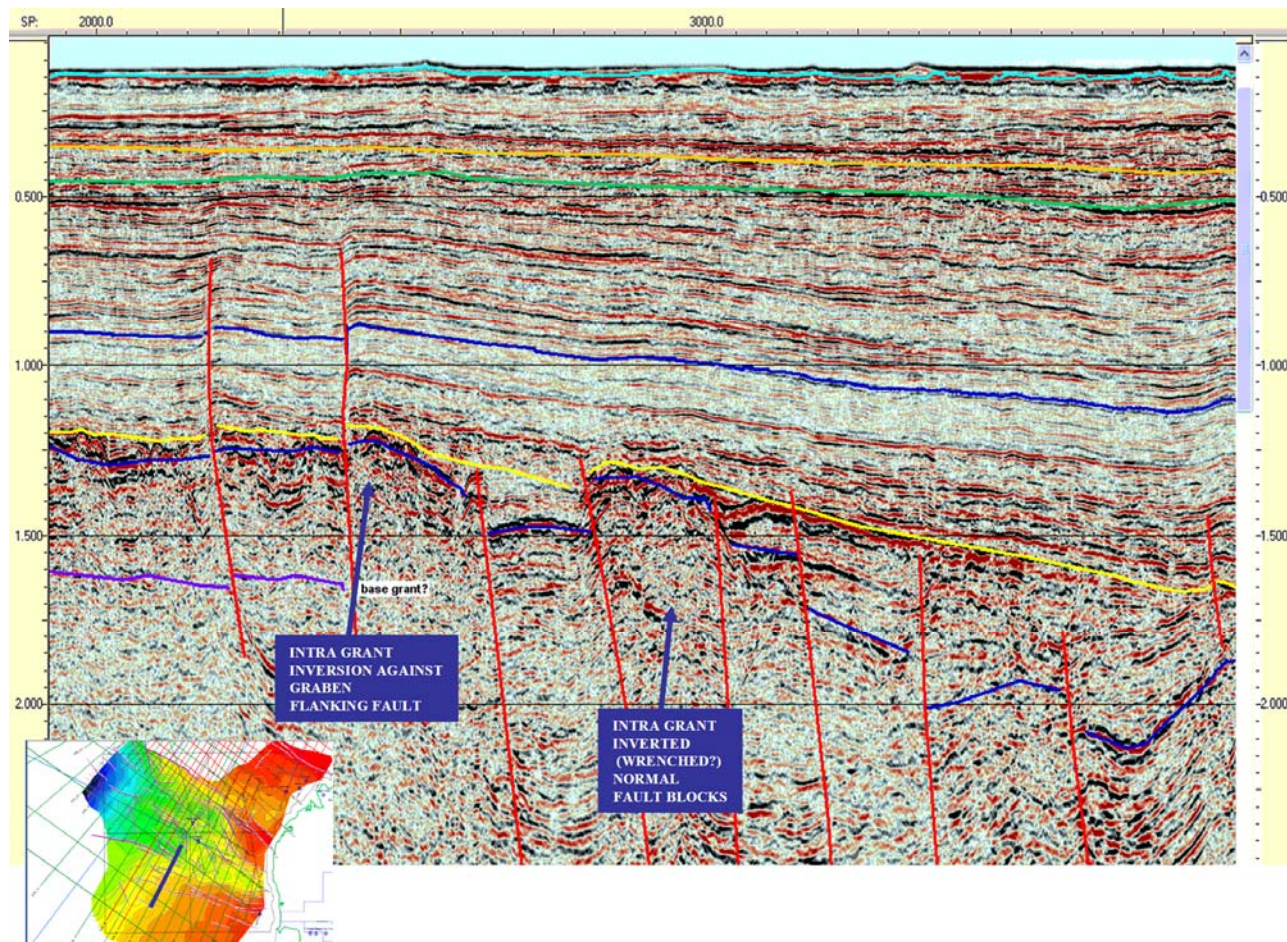 SP: 2000.0 3000.0
0.500 0.500
1.000 1.000
base grant?
1.500 1.500
INTRA GRANT
INVERSION AGAINST
GRABEN
FLANKING FAULT
2.000 2.000
INTRA GRANT
INVERTED
(WRENCHED?)
NORMAL
FAULT BLOCKS